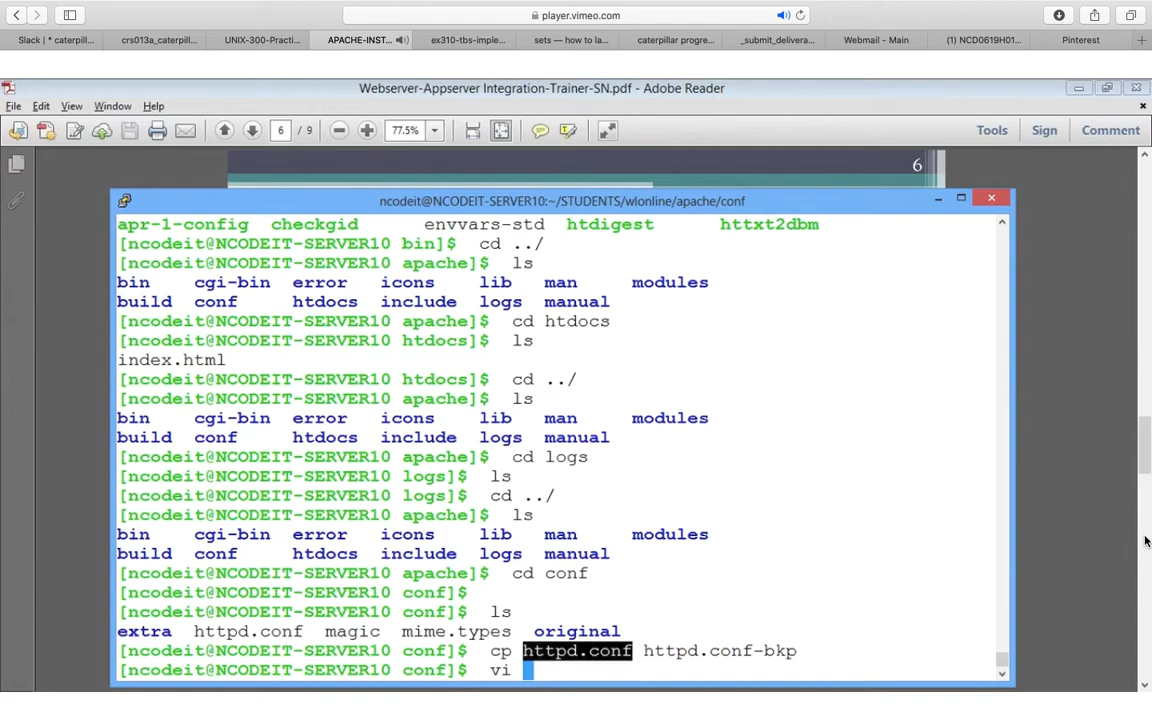 player.vimeo.com
Slack | * caterpill... crs013a_caterpill... UNIX-300-Practi... APACHE-INST... ex310-tbs-imple... sets — how to la... caterpillar progre... _submit_delivera... Webmail - Main (1) NCD0619H01... Pinterest
Webserver-Appserver Integration-Trainer-SN.pdf - Adobe Reader
File Edit View Window Help
6 / 9 77.5% Tools Sign Comment
6
ncodeit@NCODEIT-SERVER10:~/STUDENTS/wlonline/apache/conf
apr-1-config checkgid envvars-std htdigest httxt2dbm
[ncodeit@NCODEIT-SERVER10 bin]$ cd ../
[ncodeit@NCODEIT-SERVER10 apache]$ ls
bin cgi-bin error icons lib man modules
build conf htdocs include logs manual
[ncodeit@NCODEIT-SERVER10 apache]$ cd htdocs
[ncodeit@NCODEIT-SERVER10 htdocs]$ ls
index.html
[ncodeit@NCODEIT-SERVER10 htdocs]$ cd ../
[ncodeit@NCODEIT-SERVER10 apache]$ ls
bin cgi-bin error icons lib man modules
build conf htdocs include logs manual
[ncodeit@NCODEIT-SERVER10 apache]$ cd logs
[ncodeit@NCODEIT-SERVER10 logs]$ ls
[ncodeit@NCODEIT-SERVER10 logs]$ cd ../
[ncodeit@NCODEIT-SERVER10 apache]$ ls
bin cgi-bin error icons lib man modules
build conf htdocs include logs manual
[ncodeit@NCODEIT-SERVER10 apache]$ cd conf
[ncodeit@NCODEIT-SERVER10 conf]$
[ncodeit@NCODEIT-SERVER10 conf]$ ls
extra httpd.conf magic mime.types original
[ncodeit@NCODEIT-SERVER10 conf]$ cp httpd.conf httpd.conf-bkp
[ncodeit@NCODEIT-SERVER10 conf]$ vi